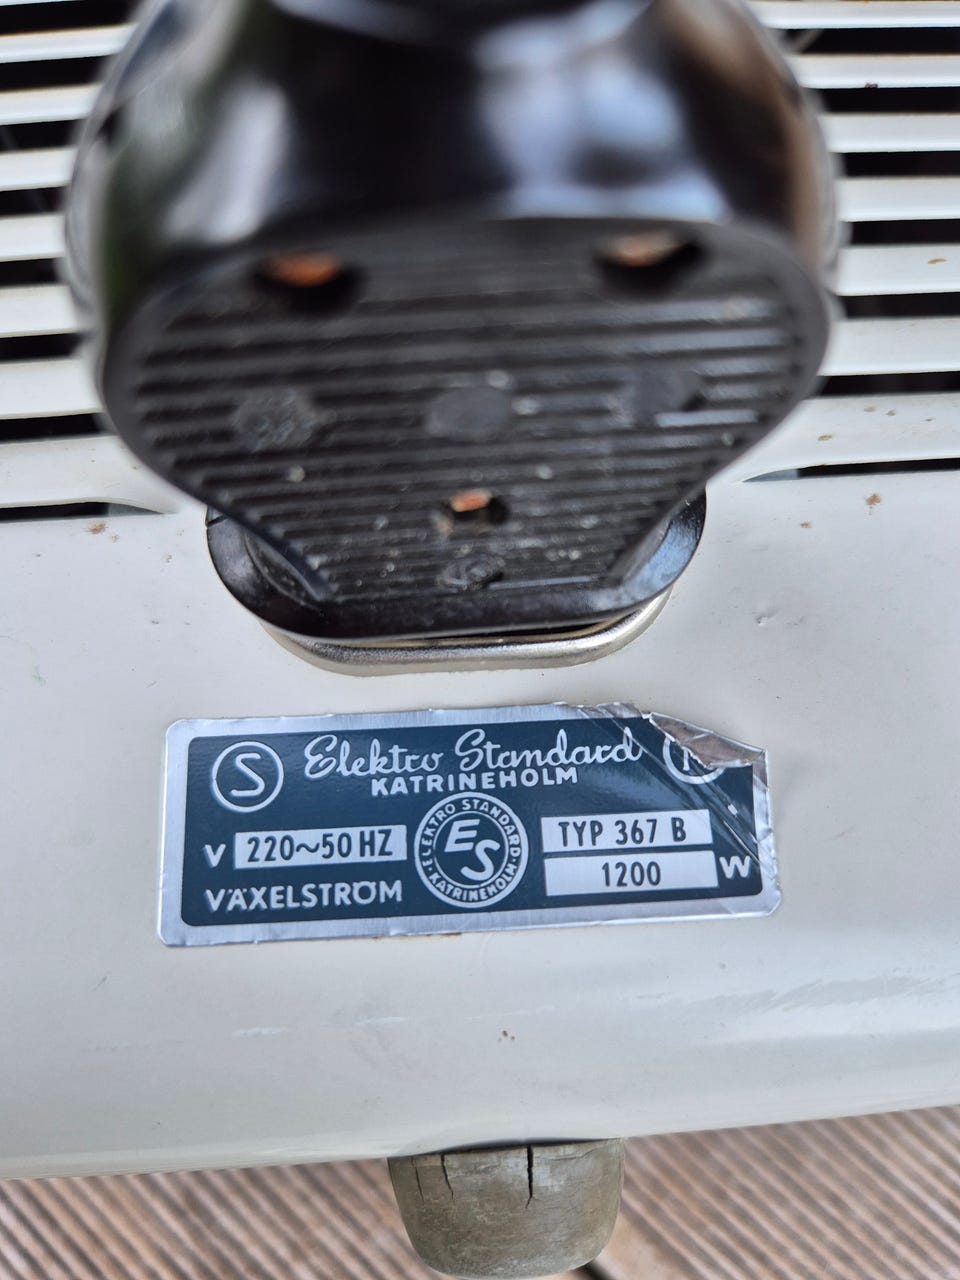 S Elektro Standard
KATRINEHOLM
V 220~50 HZ
VÄXELSTRÖM
ELEKTRO STANDARD
ES
KATRINEHOLM
TYP 367 B
1200 W